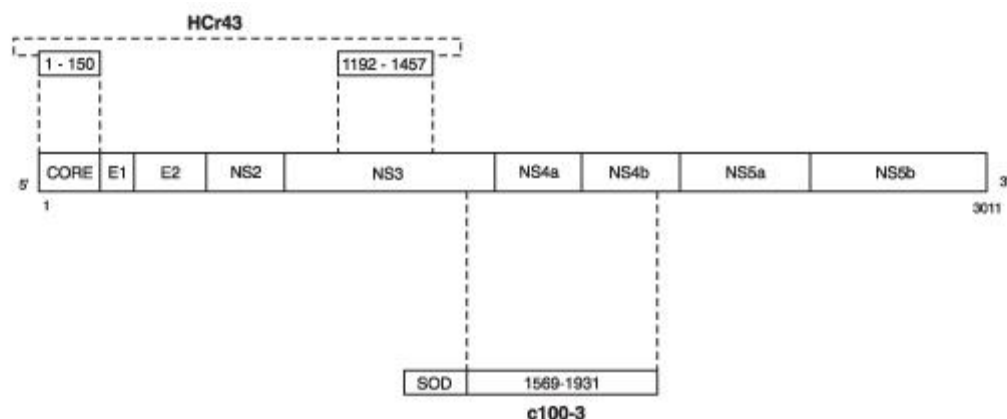 HCr43
1 - 150
1192 - 1457
5' CORE E1 E2 NS2 NS3 NS4a NS4b NS5a NS5b 3
1
3011
SOD 1569-1931
c100-3